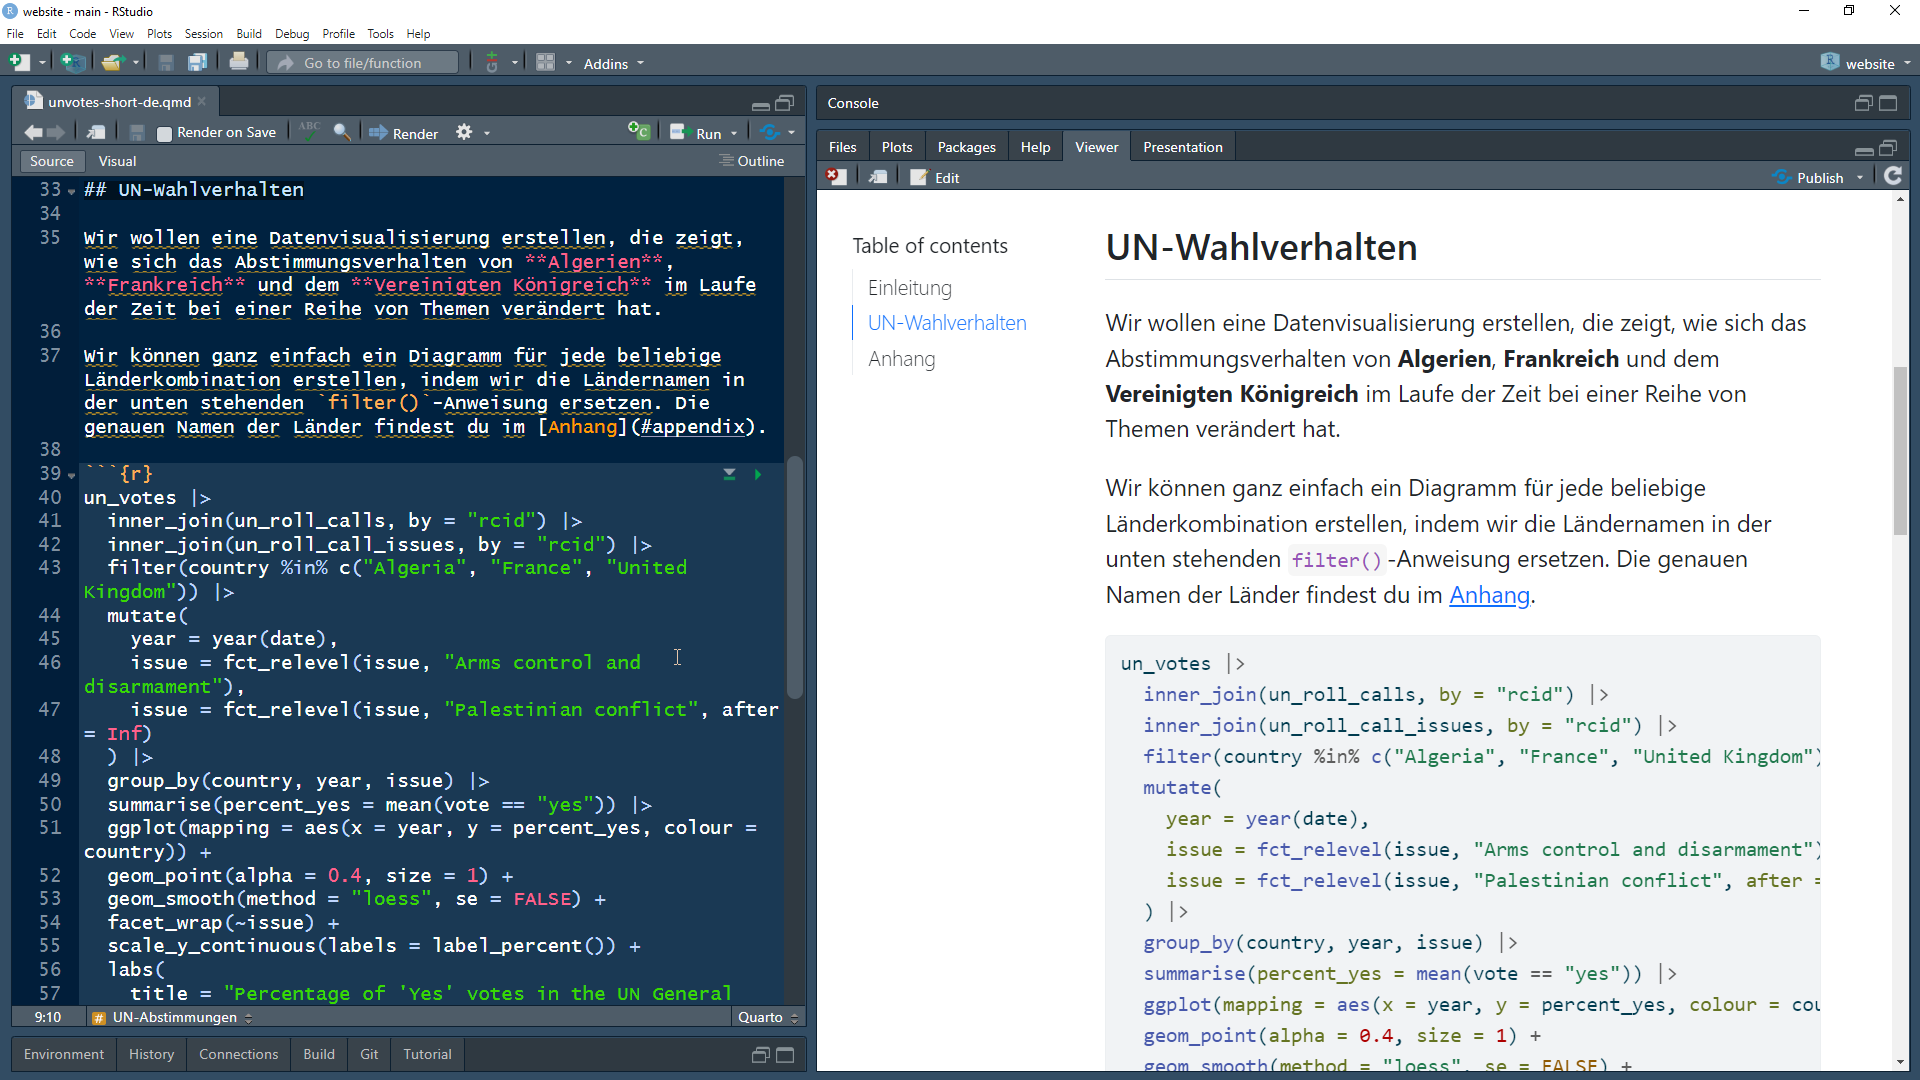 website - main - RStudio
File Edit Code View Plots Session Build Debug Profile Tools Help
Go to file/function
Addins
website
unvotes-short-de.qmd
Render on Save
ABC
Render
Run
Source Visual
Outline
33 ## UN-Wahlverhalten
34
35 Wir wollen eine Datenvisualisierung erstellen, die zeigt,
wie sich das Abstimmungsverhalten von **Algerien**,
**Frankreich** und dem **Vereinigten Königreich** im Laufe
der Zeit bei einer Reihe von Themen verändert hat.
36
37 Wir können ganz einfach ein Diagramm für jede beliebige
Länderkombination erstellen, indem wir die Ländernamen in
der unten stehenden `filter()`-Anweisung ersetzen. Die
genauen Namen der Länder findest du im [Anhang](#appendix).
38
39 ```{r}
40 un_votes |>
41 inner_join(un_roll_calls, by = "rcid") |>
42 inner_join(un_roll_call_issues, by = "rcid") |>
43 filter(country %in% c("Algeria", "France", "United
Kingdom")) |>
44 mutate(
45 year = year(date),
46 issue = fct_relevel(issue, "Arms control and
disarmament"),
47 issue = fct_relevel(issue, "Palestinian conflict", after
= Inf)
48 ) |>
49 group_by(country, year, issue) |>
50 summarise(percent_yes = mean(vote == "yes")) |>
51 ggplot(mapping = aes(x = year, y = percent_yes, colour =
country)) +
52 geom_point(alpha = 0.4, size = 1) +
53 geom_smooth(method = "loess", se = FALSE) +
54 facet_wrap(~issue) +
55 scale_y_continuous(labels = label_percent()) +
56 labs(
57 title = "Percentage of 'Yes' votes in the UN General
9:10
# UN-Abstimmungen
Quarto
Environment History Connections Build Git Tutorial
Console
Files Plots Packages Help Viewer Presentation
Edit
Publish
Table of contents
Einleitung
UN-Wahlverhalten
Anhang
UN-Wahlverhalten
Wir wollen eine Datenvisualisierung erstellen, die zeigt, wie sich das
Abstimmungsverhalten von Algerien, Frankreich und dem
Vereinigten Königreich im Laufe der Zeit bei einer Reihe von
Themen verändert hat.
Wir können ganz einfach ein Diagramm für jede beliebige
Länderkombination erstellen, indem wir die Ländernamen in der
unten stehenden filter()-Anweisung ersetzen. Die genauen
Namen der Länder findest du im Anhang.
un_votes |>
inner_join(un_roll_calls, by = "rcid") |>
inner_join(un_roll_call_issues, by = "rcid") |>
filter(country %in% c("Algeria", "France", "United Kingdom")
mutate(
year = year(date),
issue = fct_relevel(issue, "Arms control and disarmament")
issue = fct_relevel(issue, "Palestinian conflict", after =
) |>
group_by(country, year, issue) |>
summarise(percent_yes = mean(vote == "yes")) |>
ggplot(mapping = aes(x = year, y = percent_yes, colour = cou
geom_point(alpha = 0.4, size = 1) +
geom_smooth(method = "loess", se = FALSE) +